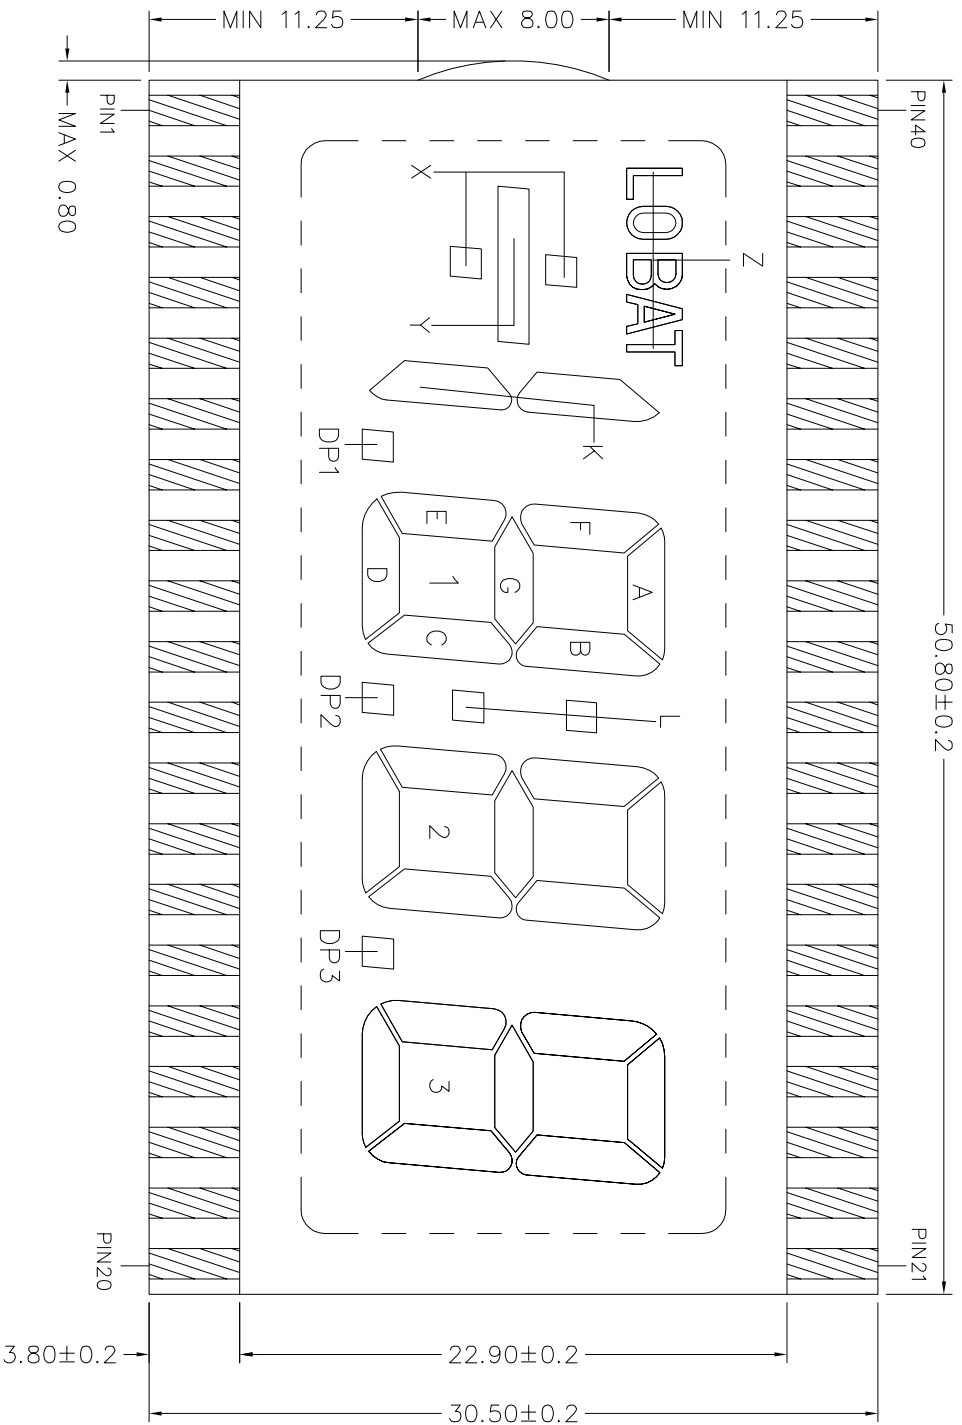 MIN 11.25
MAX 8.00
MIN 11.25
MAX 0.80
PIN1
PIN40
X
Z
LOBAT
Y
K
DP1
E
F
D
1
G
A
C
B
50.80±0.2
DP2
L
2
DP3
3
PIN20
PIN21
3.80±0.2
22.90±0.2
30.50±0.2